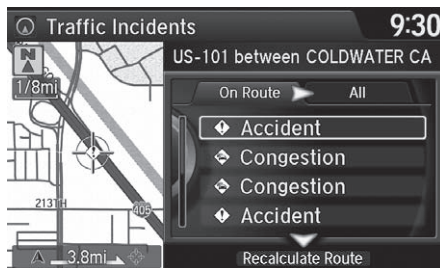 Traffic Incidents
9:30
N
US-101 between COLDWATER CA
1/8mi
On Route
All
Accident
Congestion
Congestion
Accident
213TH
405
3.8mi
Recalculate Route